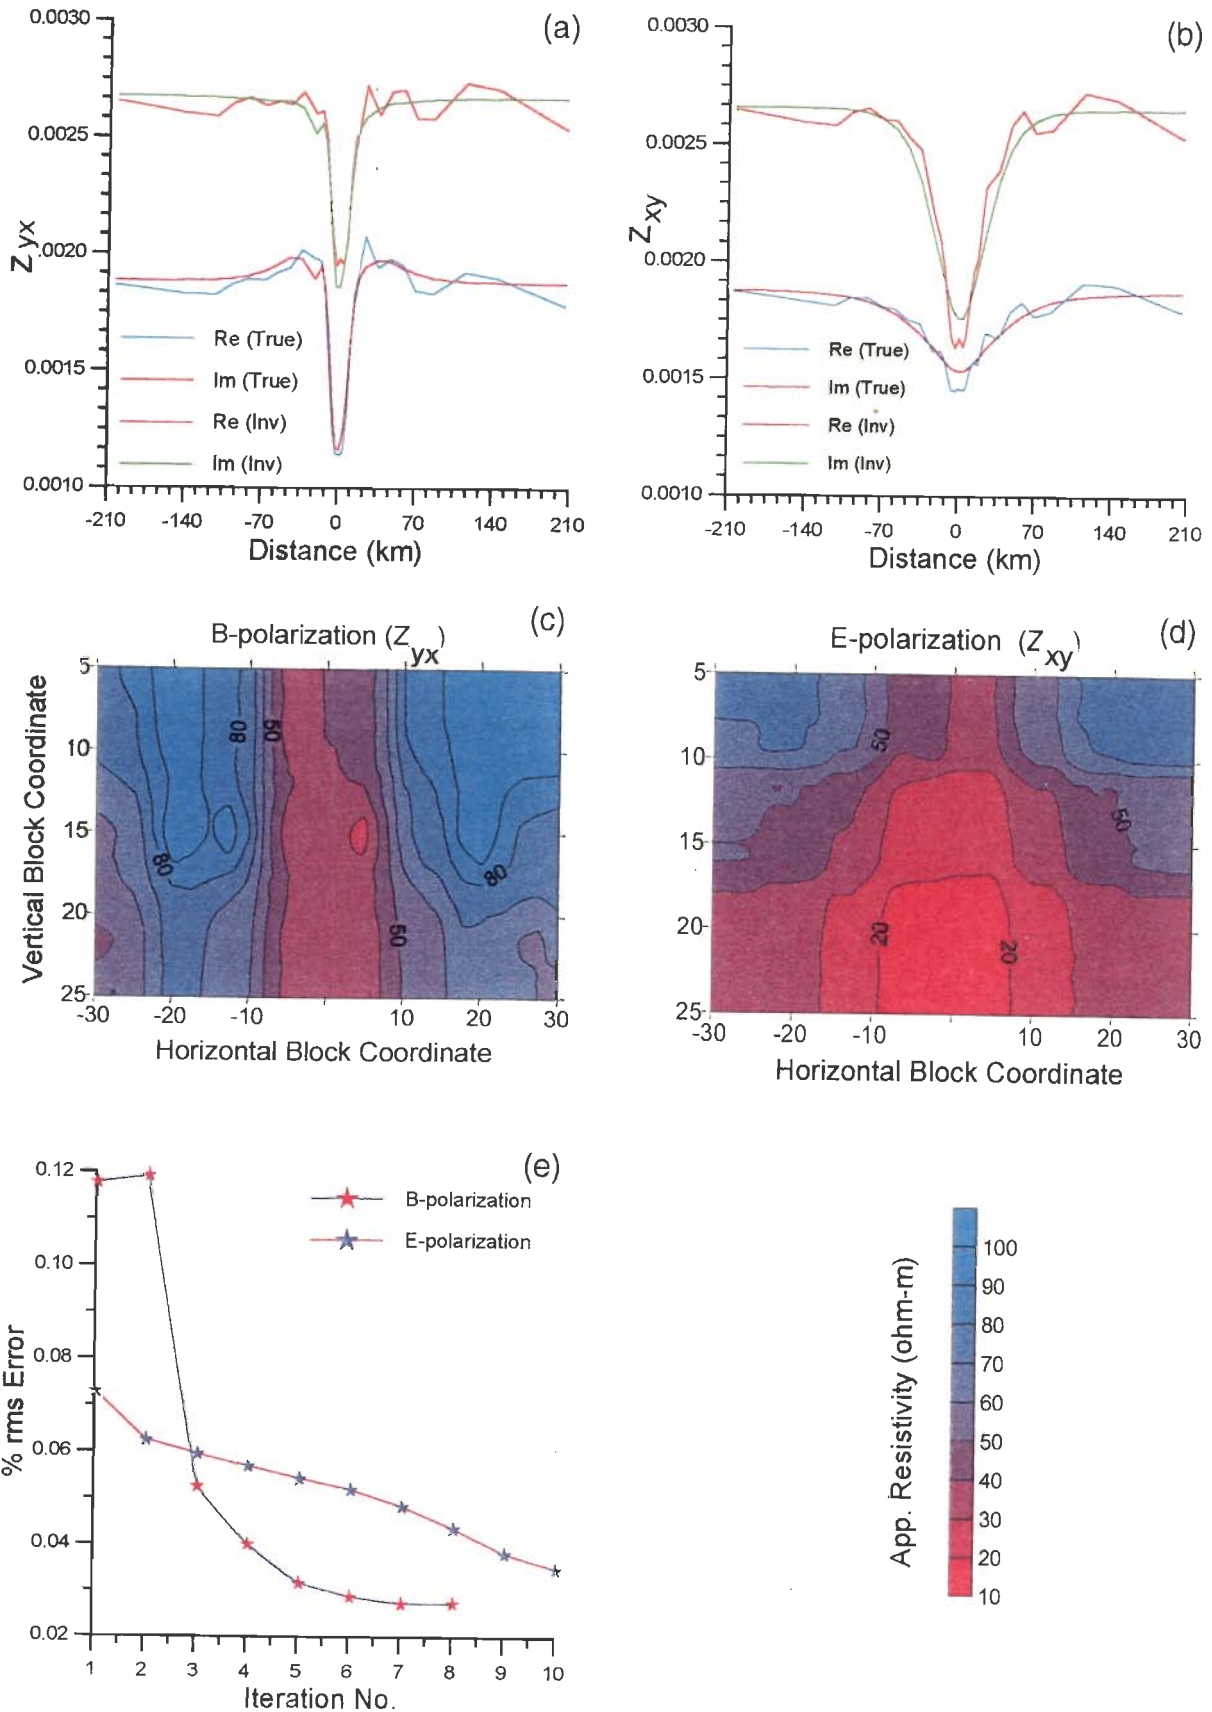 (a)
0.0030
0.0025
0.0020
0.0015
0.0010
Zyx
Re (True)
Im (True)
Re (Inv)
Im (Inv)
-210 -140 -70 0 70 140 210
Distance (km)
(b)
0.0030
0.0025
0.0020
0.0015
0.0010
Zxy
Re (True)
Im (True)
Re (Inv)
Im (Inv)
-210 -140 -70 0 70 140 210
Distance (km)
(c)
B-polarization (Zyx)
5
10
15
20
25
Vertical Block Coordinate
80
50
80
80
50
-30 -20 -10 10 20 30
Horizontal Block Coordinate
(d)
E-polarization (Zxy)
5
10
15
20
25
50
50
20
20
-30 -20 -10 10 20 30
Horizontal Block Coordinate
(e)
0.12
0.10
0.08
0.06
0.04
0.02
% rms Error
B-polarization
E-polarization
1 2 3 4 5 6 7 8 9 10
Iteration No.
App. Resistivity (ohm-m)
100
90
80
70
60
50
40
30
20
10